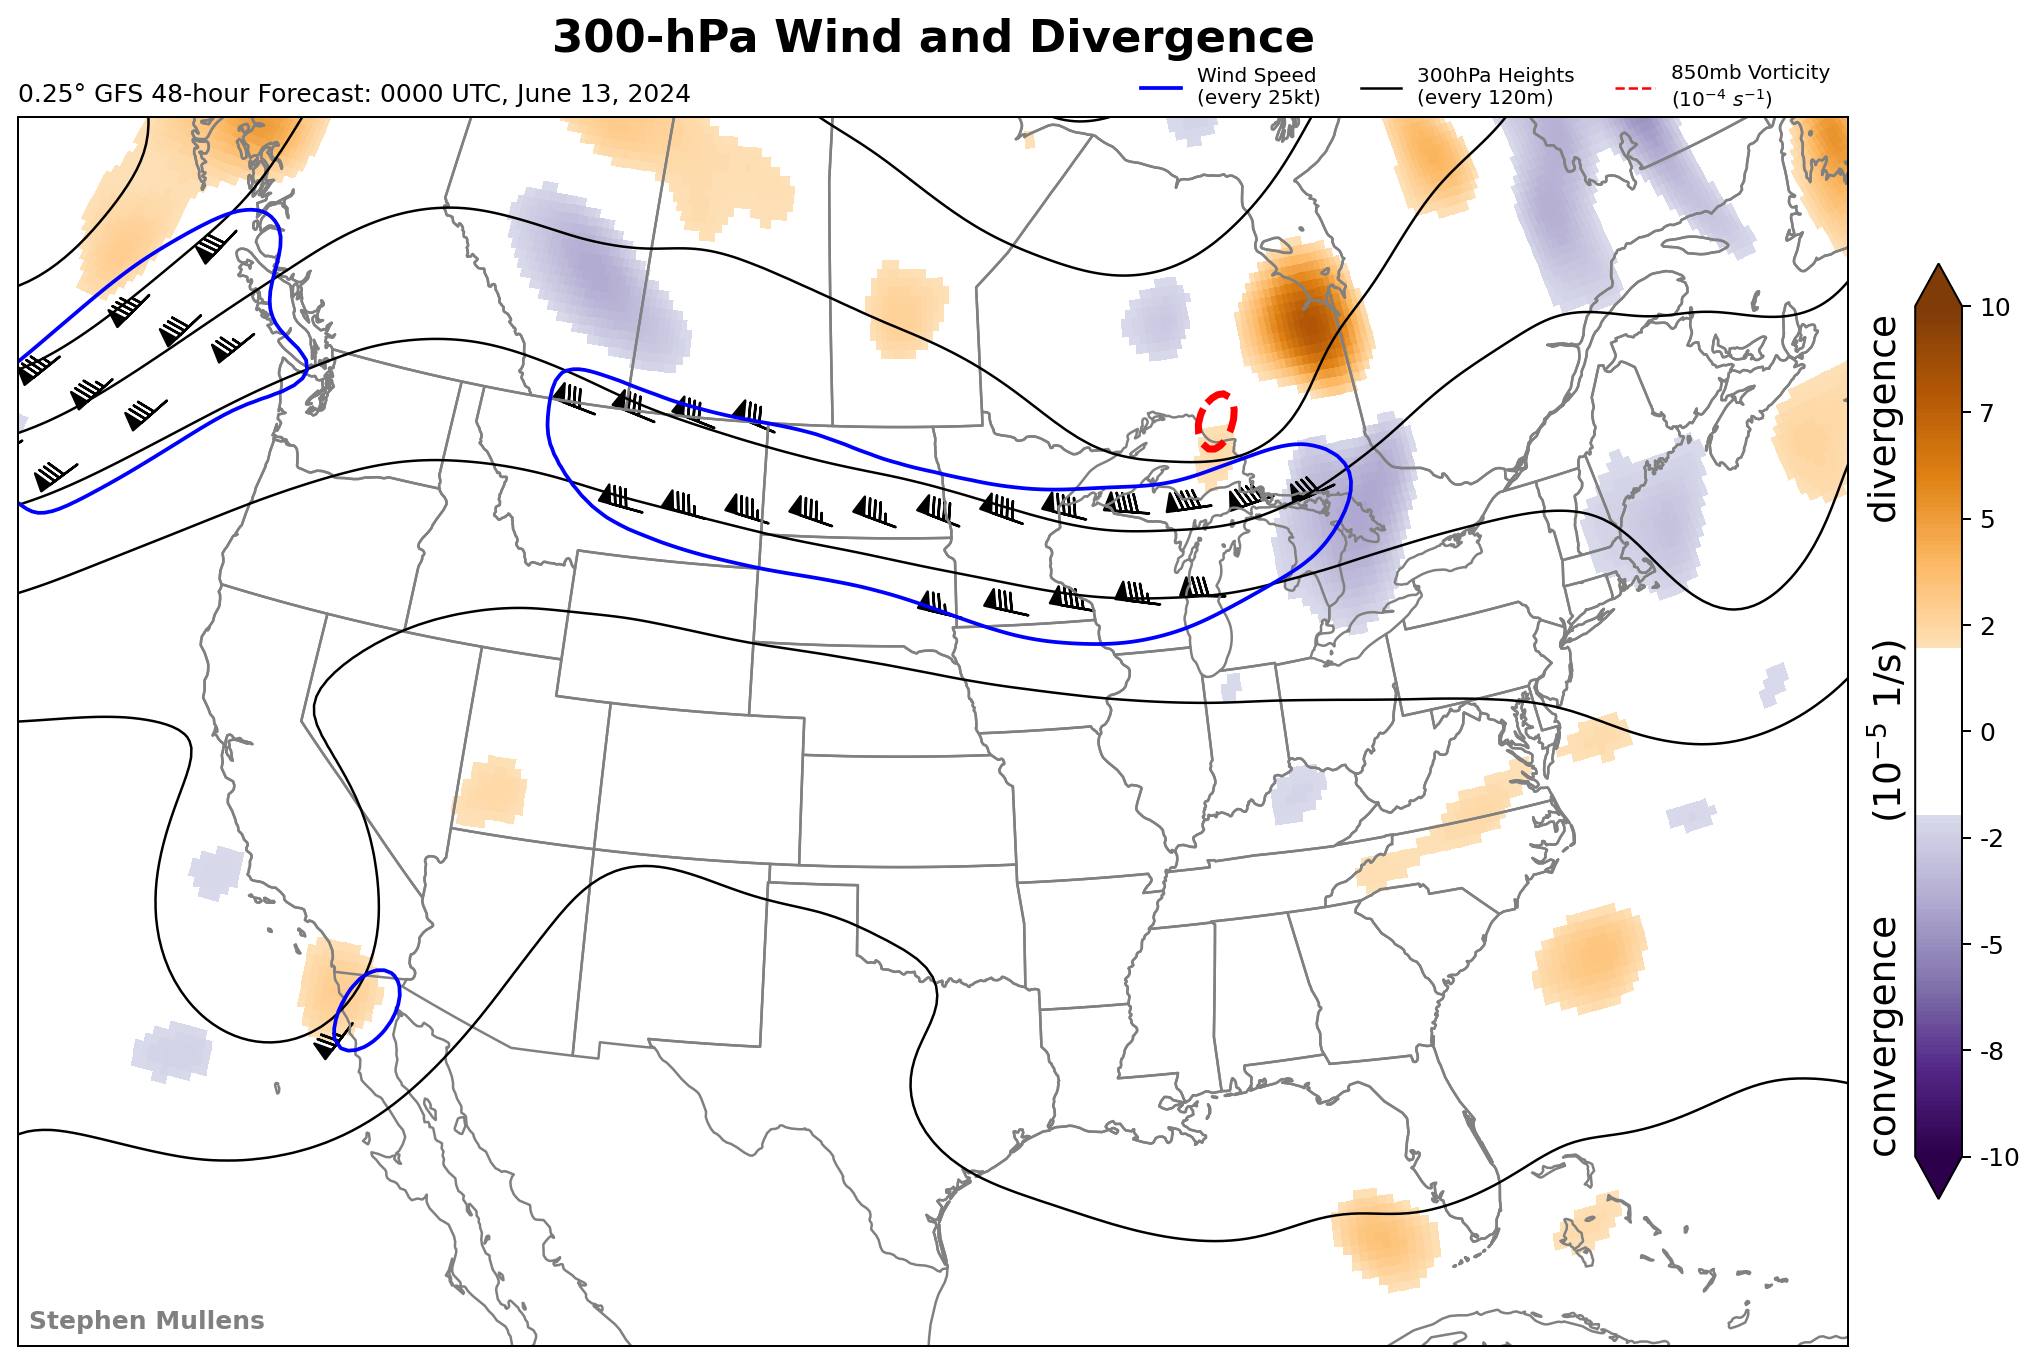 300-hPa Wind and Divergence
0.25° GFS 48-hour Forecast: 0000 UTC, June 13, 2024
Wind Speed
(every 25kt)
300hPa Heights
(every 120m)
850mb Vorticity
(10⁻⁴ s⁻¹)
10
7
5
2
0
-2
-5
-8
-10
divergence
(10⁻⁵ 1/s)
convergence
Stephen Mullens